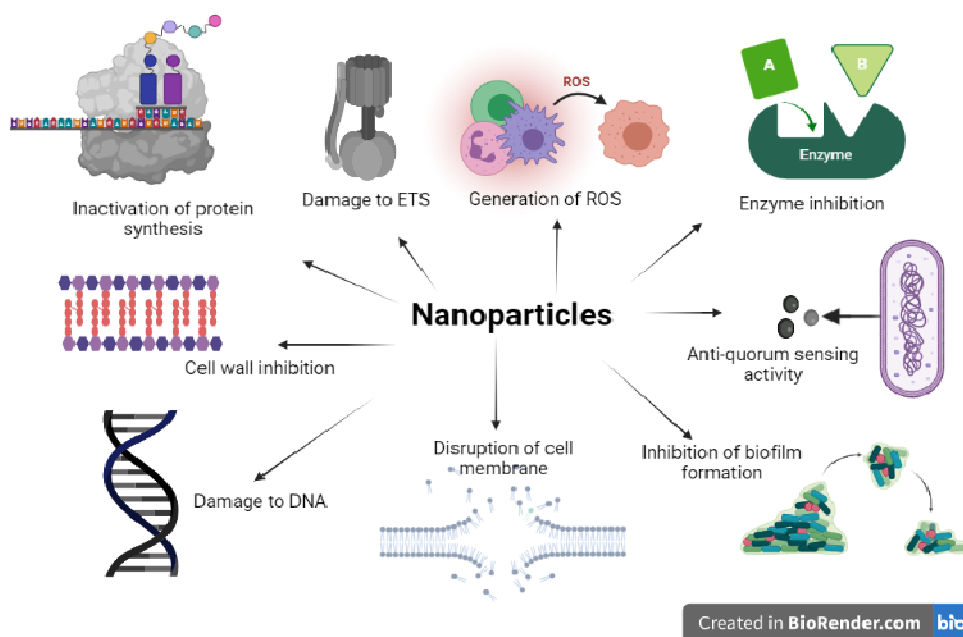 ROS
A
B
Enzyme
Damage to ETS
Generation of ROS
Enzyme inhibition
Inactivation of protein
synthesis
Nanoparticles
Anti-quorum sensing
activity
Cell wall inhibition
Disruption of cell
membrane
Inhibition of biofilm
formation
Damage to DNA
Created in BioRender.com
bio